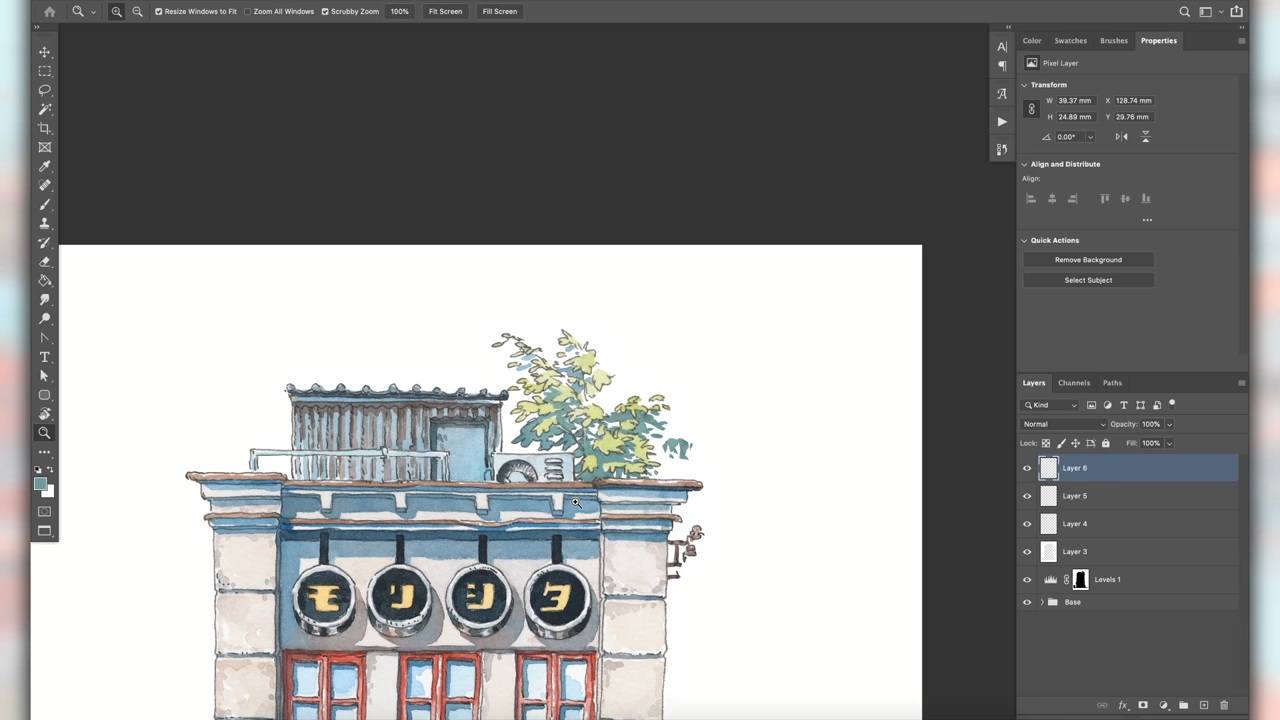 Resize Windows to Fit Zoom All Windows Scrubby Zoom 100% Fit Screen Fill Screen
Color Swatches Brushes Properties
Pixel Layer
Transform
W 39.37 mm X 128.74 mm
H 24.89 mm Y 29.76 mm
0.00°
Align and Distribute
Align:
Quick Actions
Remove Background
Select Subject
Layers Channels Paths
Kind
Normal Opacity: 100%
Lock: Fill: 100%
Layer 6
Layer 5
Layer 4
Layer 3
Levels 1
Base
モリシタ